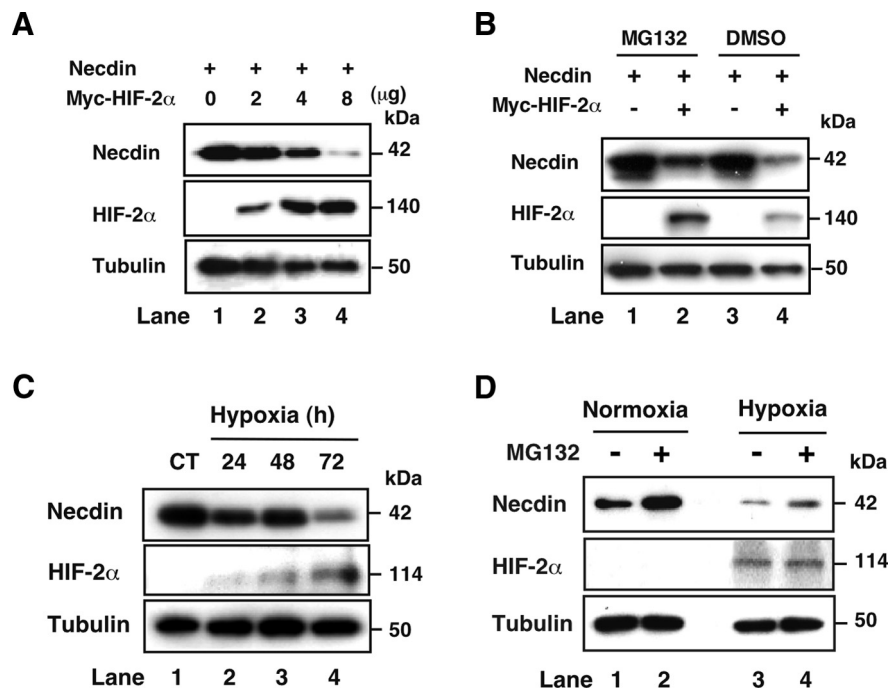 A
Necdin + + + +
Myc-HIF-2α 0 2 4 8 (μg)
kDa
Necdin 42
HIF-2α 140
Tubulin 50
Lane 1 2 3 4
B
MG132 DMSO
Necdin + + + +
Myc-HIF-2α - + - +
kDa
Necdin 42
HIF-2α 140
Tubulin 50
Lane 1 2 3 4
C
Hypoxia (h)
CT 24 48 72
kDa
Necdin 42
HIF-2α 114
Tubulin 50
Lane 1 2 3 4
D
Normoxia Hypoxia
MG132 - + - +
kDa
Necdin 42
HIF-2α 114
Tubulin 50
Lane 1 2 3 4